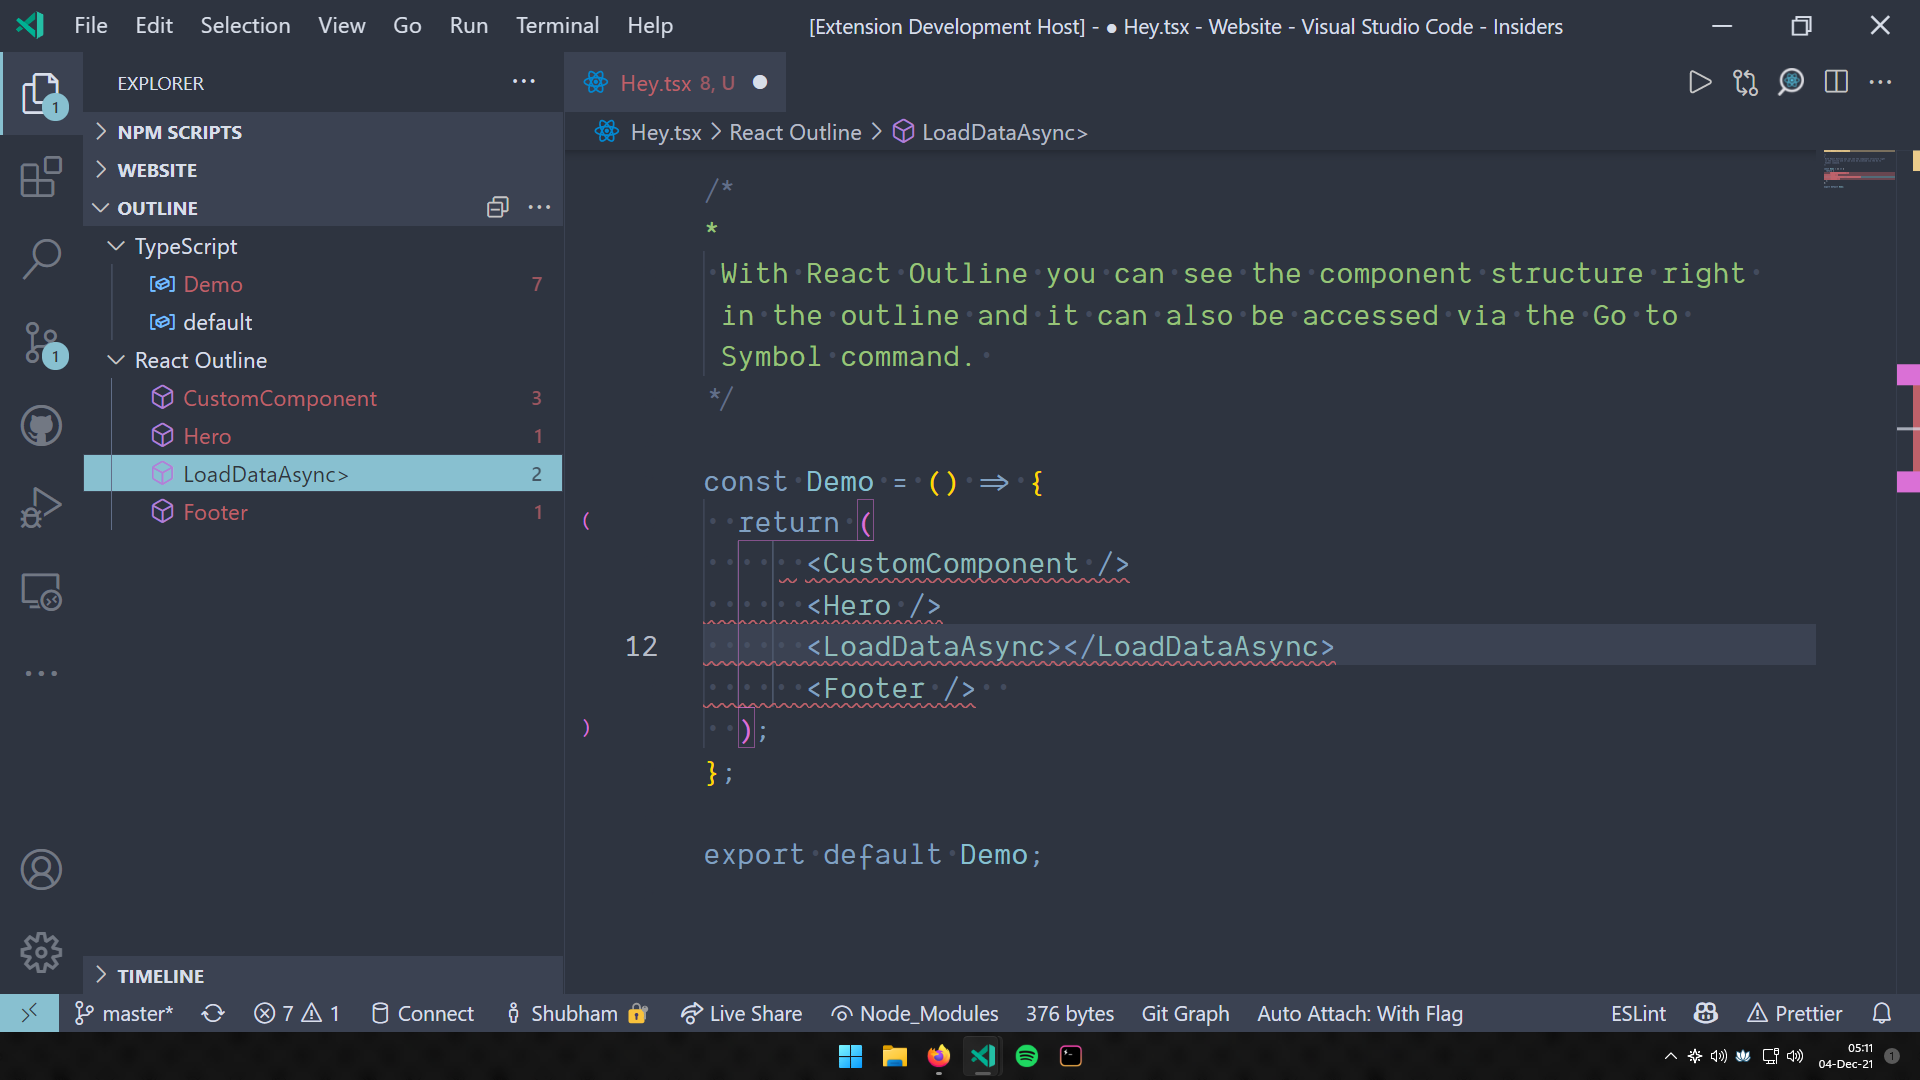 File Edit Selection View Go Run Terminal Help
[Extension Development Host] - ● Hey.tsx - Website - Visual Studio Code - Insiders
EXPLORER
1
NPM SCRIPTS
WEBSITE
OUTLINE
TypeScript
Demo 7
default
React Outline
1
CustomComponent 3
Hero 1
LoadDataAsync> 2
Footer 1
TIMELINE
Hey.tsx 8, U
Hey.tsx > React Outline > LoadDataAsync>
/*
*
With React Outline you can see the component structure right
in the outline and it can also be accessed via the Go to
Symbol command.
*/
const Demo = () => {
( return (
<CustomComponent />
<Hero />
12 <LoadDataAsync></LoadDataAsync>
<Footer />
) );
};
export default Demo;
master* 7 1 Connect Shubham Live Share Node_Modules 376 bytes Git Graph Auto Attach: With Flag ESLint Prettier
05:11
04-Dec-21
1